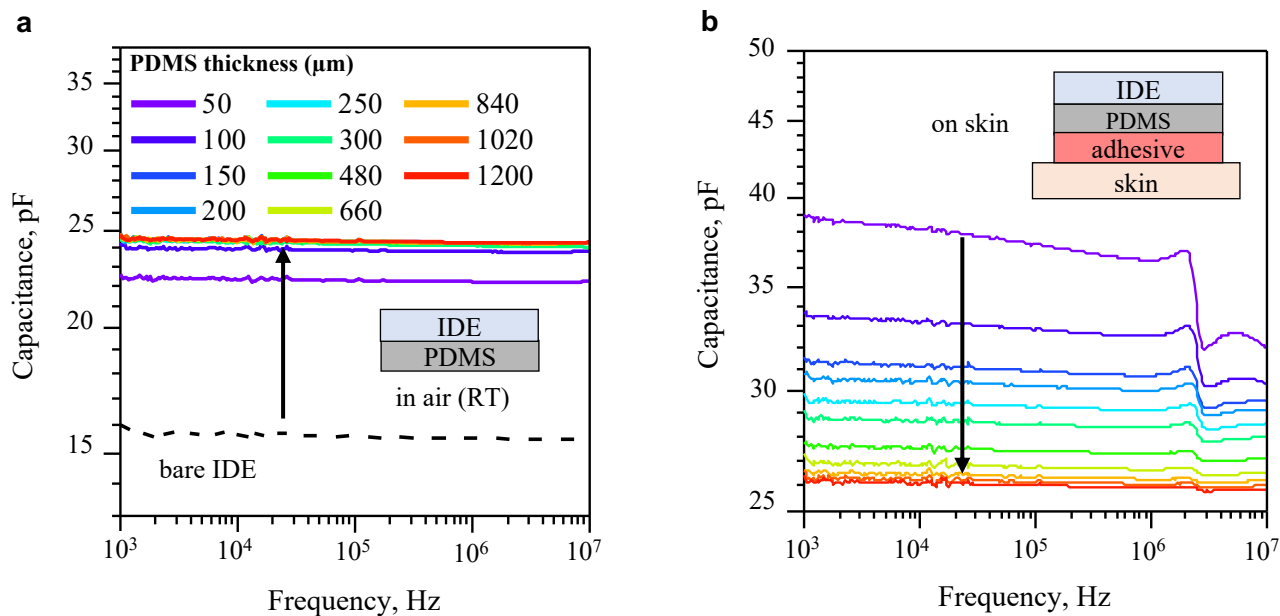 a
PDMS thickness (µm)
50 250 840
100 300 1020
150 480 1200
200 660
35
30
25
20
15
Capacitance, pF
IDE
PDMS
in air (RT)
bare IDE
10³ 10⁴ 10⁵ 10⁶ 10⁷
Frequency, Hz
b
50
45
40
35
30
25
Capacitance, pF
on skin
IDE
PDMS
adhesive
skin
10³ 10⁴ 10⁵ 10⁶ 10⁷
Frequency, Hz